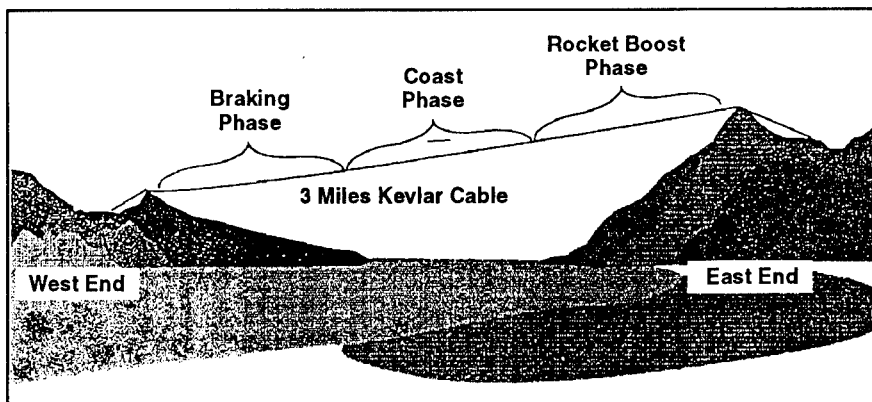 Rocket Boost
Phase
Coast
Phase
Braking
Phase
3 Miles Kevlar Cable
West End
East End